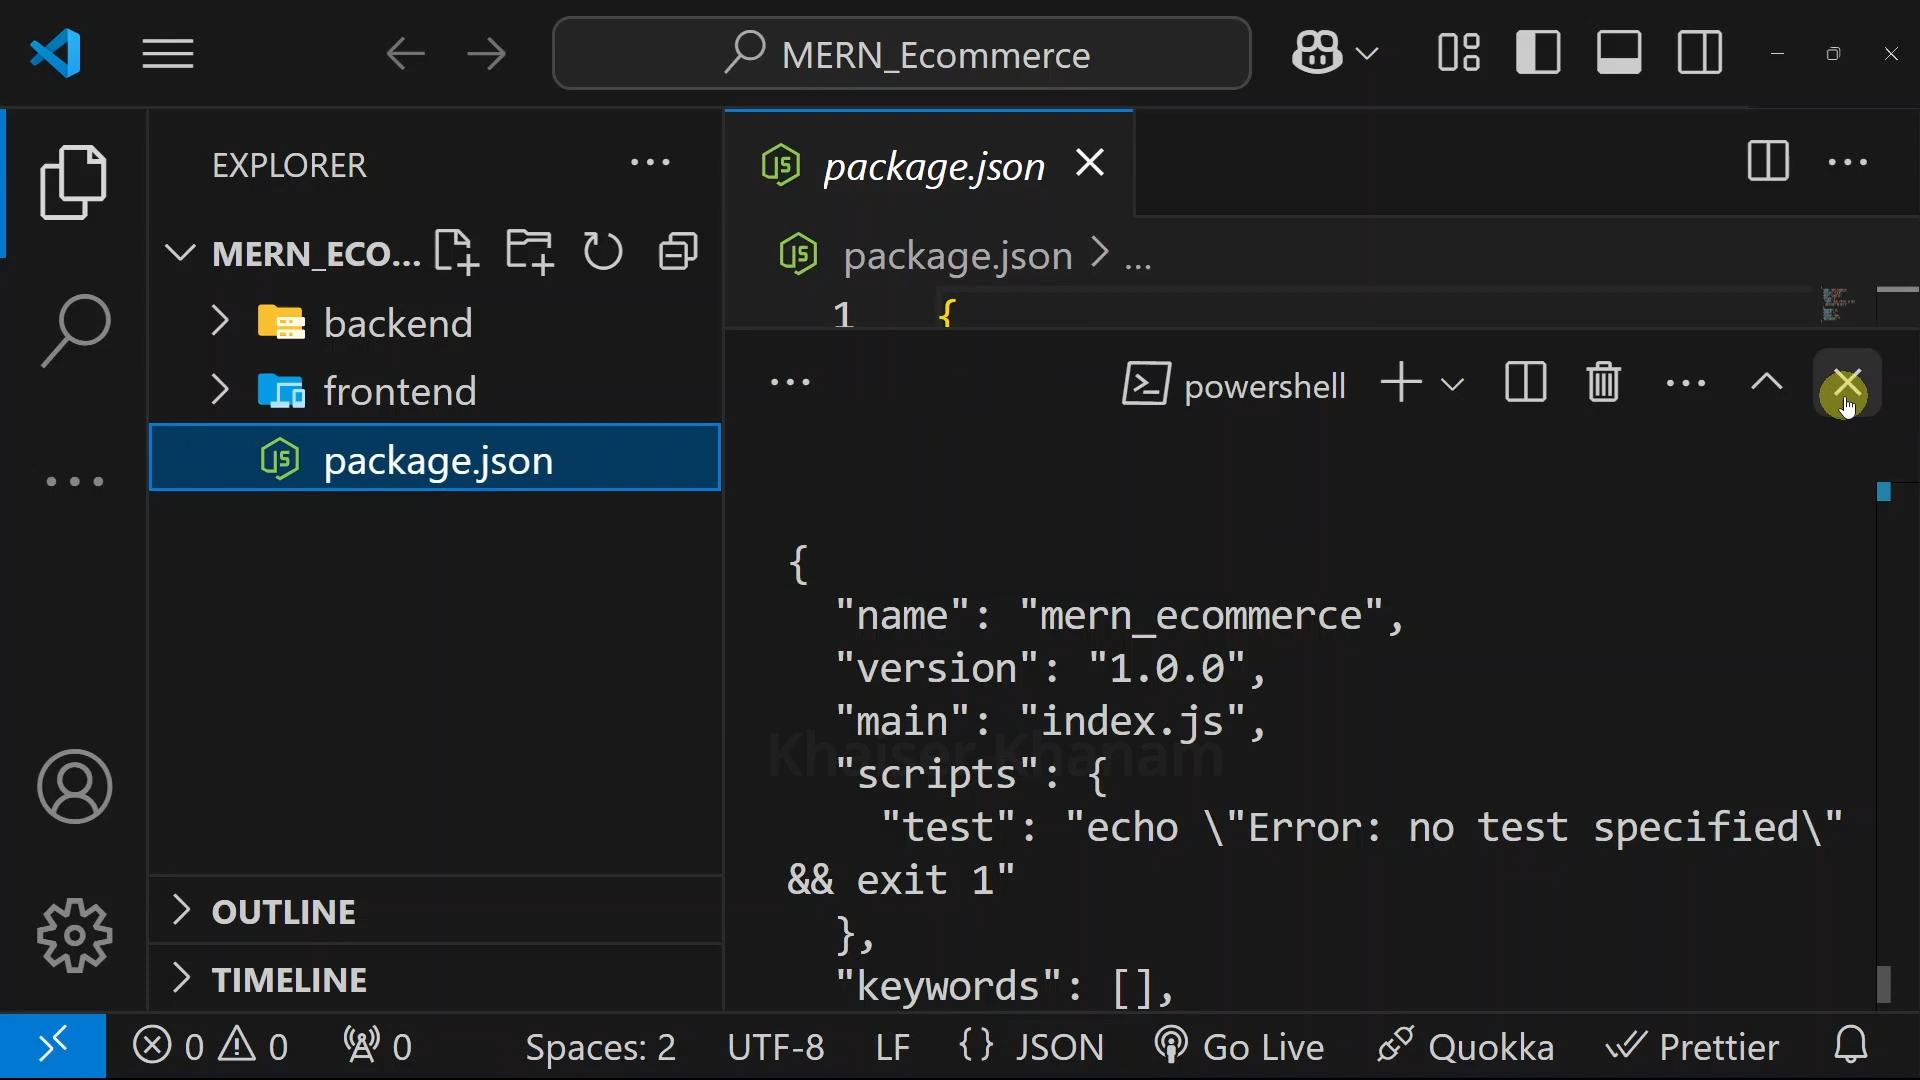 MERN_Ecommerce
EXPLORER
MERN_ECO...
backend
frontend
package.json
OUTLINE
TIMELINE
package.json
package.json > ...
1 {
powershell
{
"name": "mern_ecommerce",
"version": "1.0.0",
"main": "index.js",
Khaiser Khanam
"scripts": {
"test": "echo \"Error: no test specified\"
&& exit 1"
},
"keywords": [],
0 0 0 Spaces: 2 UTF-8 LF {} JSON Go Live Quokka Prettier